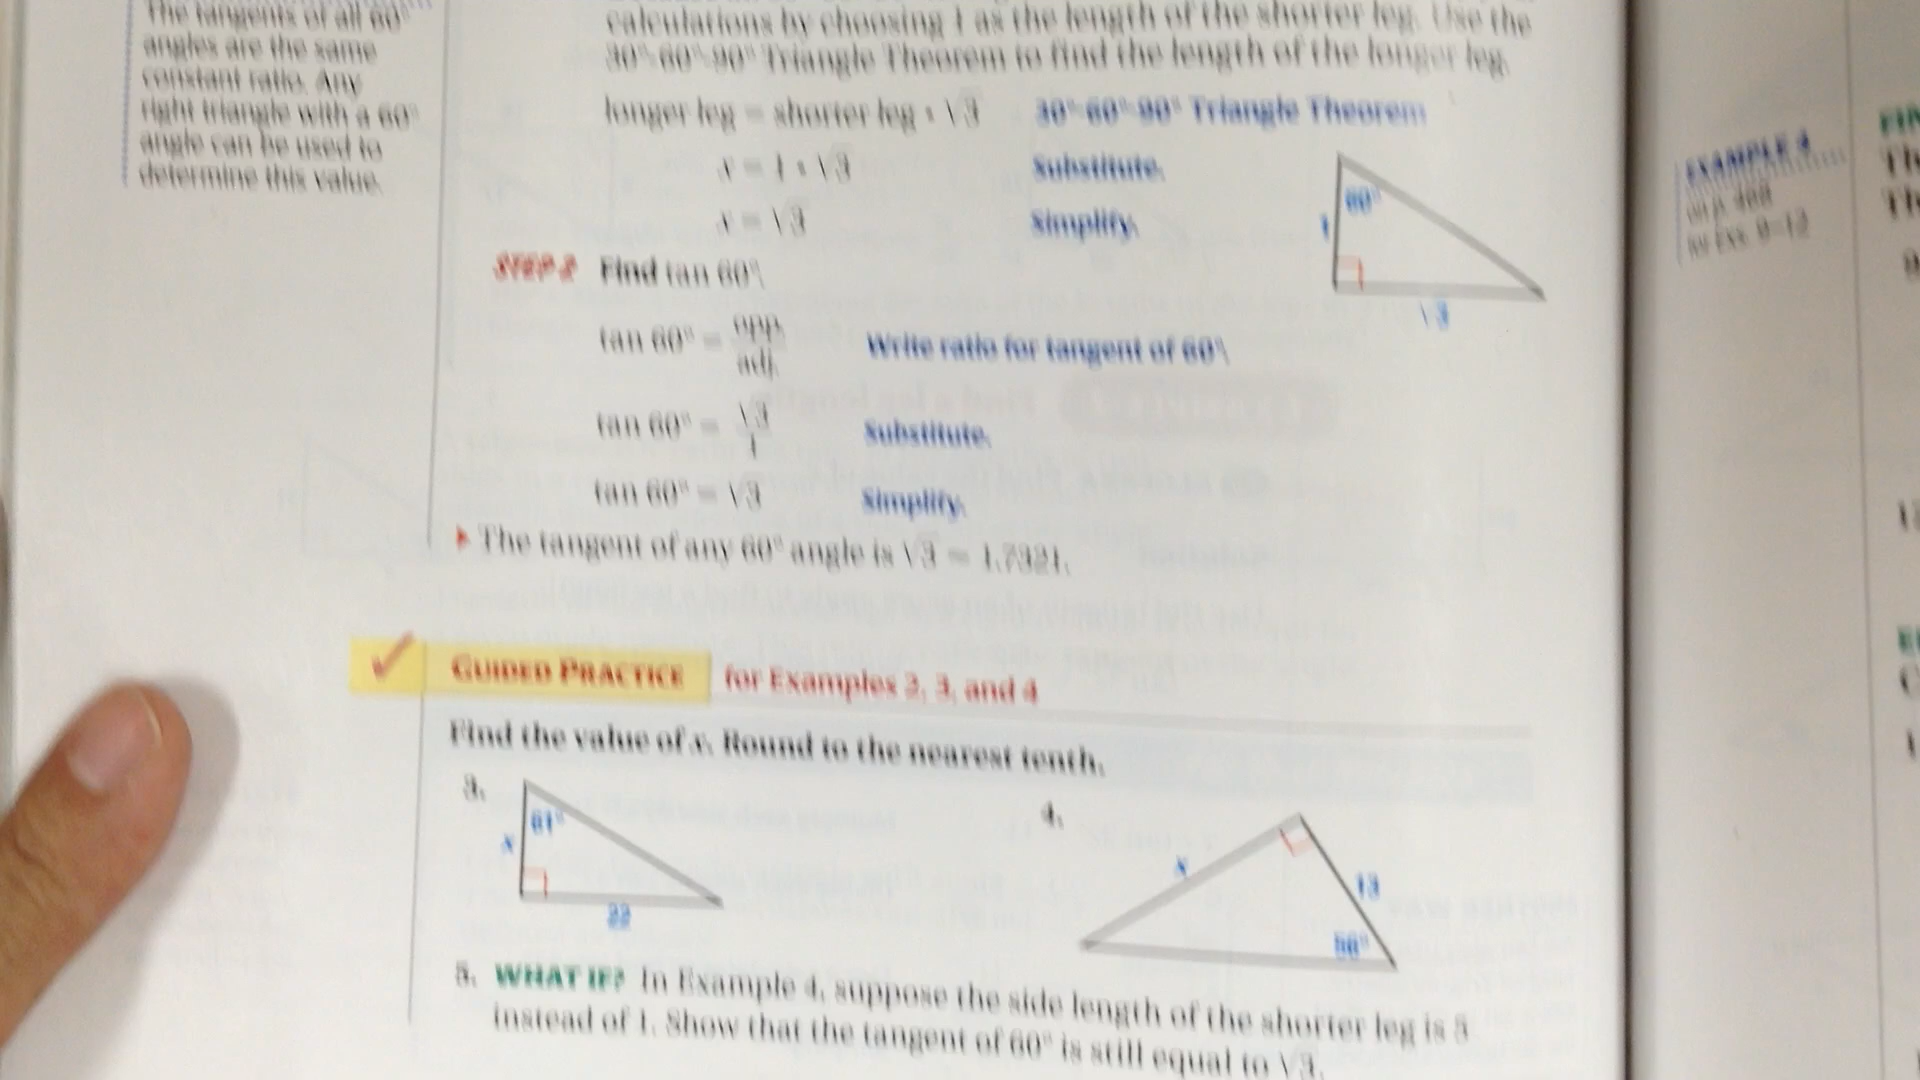 The tangents of all 60°
angles are the same
constant ratio. Any
right triangle with a 60°
angle can be used to
determine this value.
calculations by choosing 1 as the length of the shorter leg. Use the
30°-60°-90° Triangle Theorem to find the length of the longer leg.
longer leg = shorter leg · √3 30°-60°-90° Triangle Theorem
x = 1 · √3 Substitute.
x = √3 Simplify.
60°
1
√3
STEP 2 Find tan 60°.
tan 60° = opp. / adj. Write ratio for tangent of 60°.
tan 60° = √3 / 1 Substitute.
tan 60° = √3 Simplify.
▸ The tangent of any 60° angle is √3 ≈ 1.7321.
✓ GUIDED PRACTICE for Examples 2, 3, and 4
Find the value of x. Round to the nearest tenth.
3.
61°
x
22
4.
x
13
56°
5. WHAT IF? In Example 4, suppose the side length of the shorter leg is 5
instead of 1. Show that the tangent of 60° is still equal to √3.
EXAMPLE 4
on p. 468
for Exs. 9–12